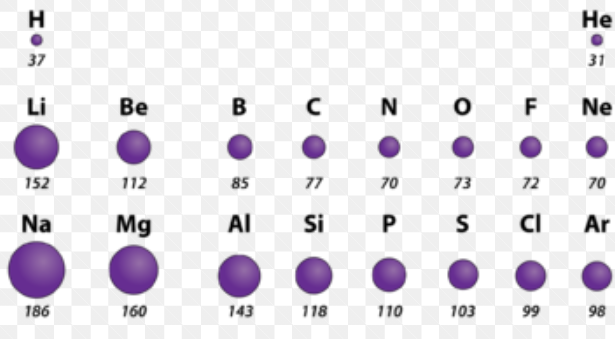 H He
37 31
Li Be B C N O F Ne
152 112 85 77 70 73 72 70
Na Mg Al Si P S Cl Ar
186 160 143 118 110 103 99 98